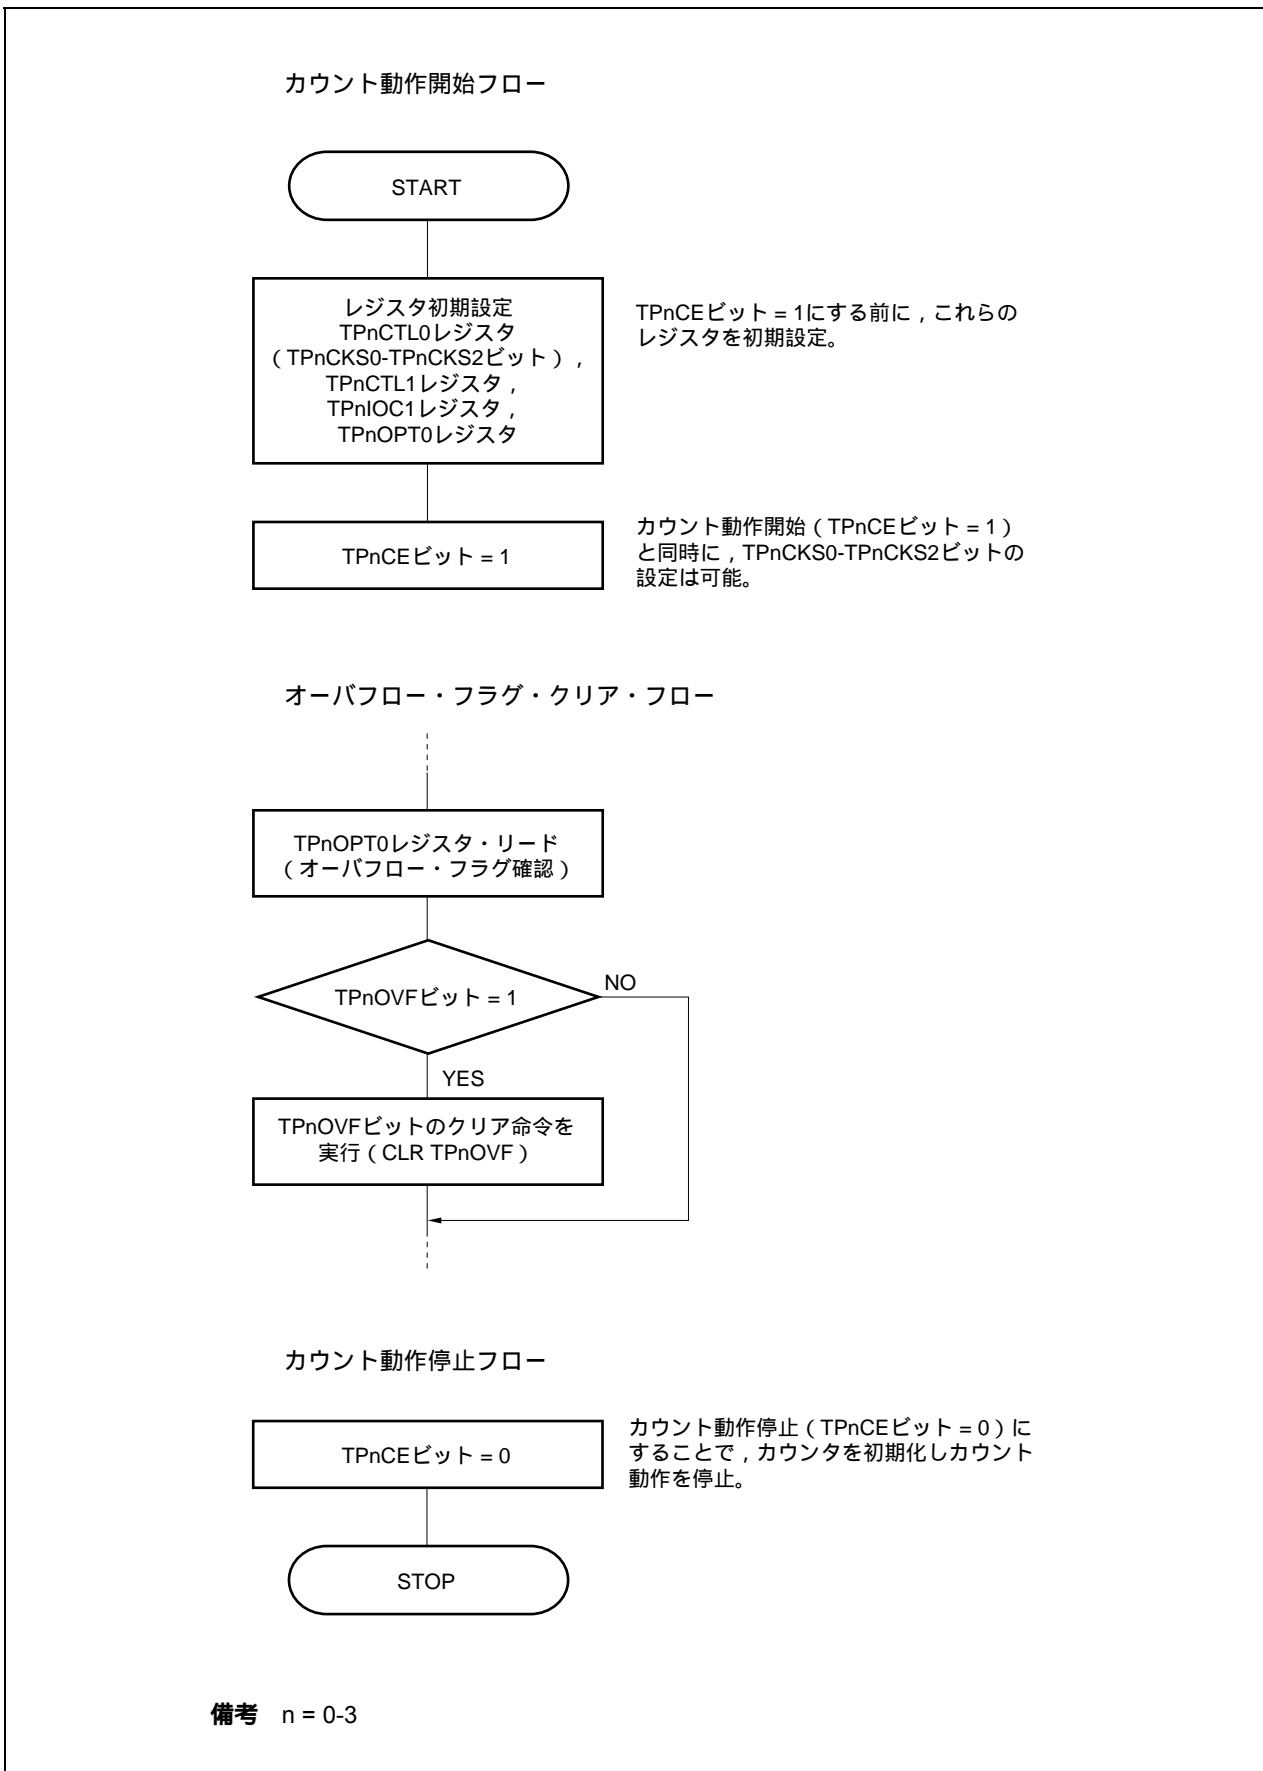 カウント動作開始フロー
START
レジスタ初期設定
TPnCTL0レジスタ
（TPnCKS0-TPnCKS2ビット），
TPnCTL1レジスタ，
TPnIOC1レジスタ，
TPnOPT0レジスタ
TPnCEビット = 1にする前に，これらの
レジスタを初期設定。
TPnCEビット = 1
カウント動作開始（TPnCEビット = 1）
と同時に，TPnCKS0-TPnCKS2ビットの
設定は可能。
オーバフロー・フラグ・クリア・フロー
TPnOPT0レジスタ・リード
（オーバフロー・フラグ確認）
TPnOVFビット = 1
NO
YES
TPnOVFビットのクリア命令を
実行（CLR TPnOVF）
カウント動作停止フロー
TPnCEビット = 0
カウント動作停止（TPnCEビット = 0）に
することで，カウンタを初期化しカウント
動作を停止。
STOP
備考 n = 0-3